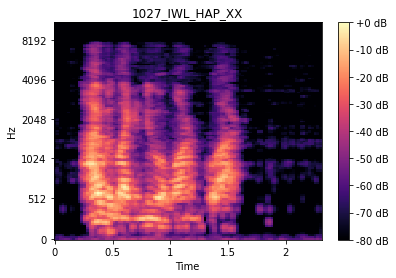 1027_IWL_HAP_XX
+0 dB
8192
-10 dB
4096
-20 dB
-30 dB
2048
Hz
-40 dB
1024
-50 dB
512
-60 dB
-70 dB
0
-80 dB
0 0.5 1 1.5 2
Time